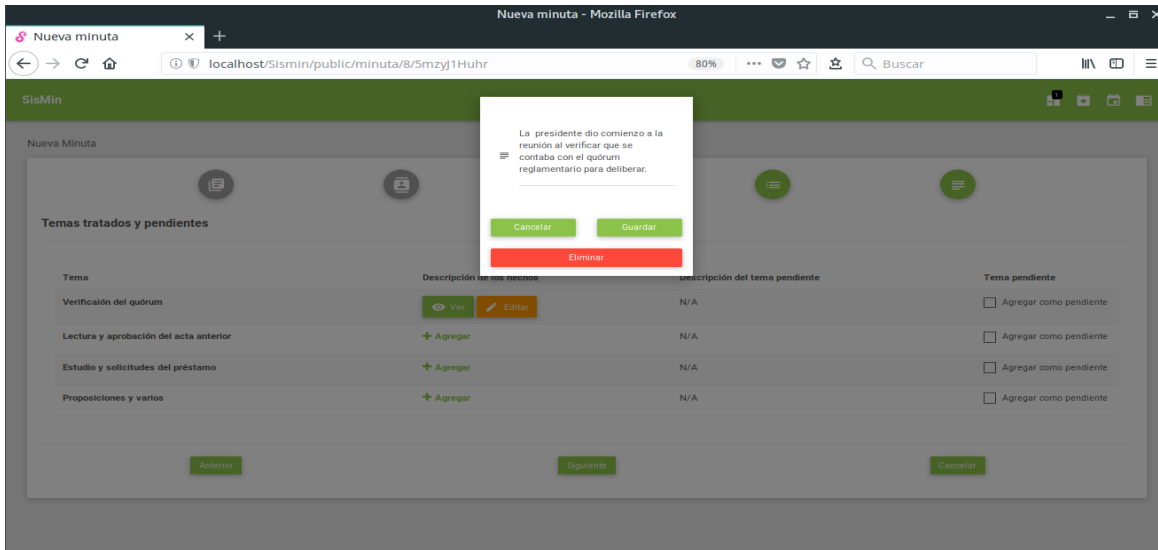 Nueva minuta - Mozilla Firefox
Nueva minuta
localhost/Sismin/public/minuta/8/5mzyJ1Huhr
80%
Buscar
SisMin
1
Nueva Minuta
La presidente dio comienzo a la
reunión al verificar que se
contaba con el quórum
reglamentario para deliberar.
Cancelar
Guardar
Eliminar
Temas tratados y pendientes
Tema
Descripción de los hechos
Descripción del tema pendiente
Tema pendiente
Verificaión del quórum
Ver
Editar
N/A
Agregar como pendiente
Lectura y aprobación del acta anterior
+ Agregar
N/A
Agregar como pendiente
Estudio y solicitudes del préstamo
+ Agregar
N/A
Agregar como pendiente
Proposiciones y varios
+ Agregar
N/A
Agregar como pendiente
Anterior
Siguiente
Cancelar